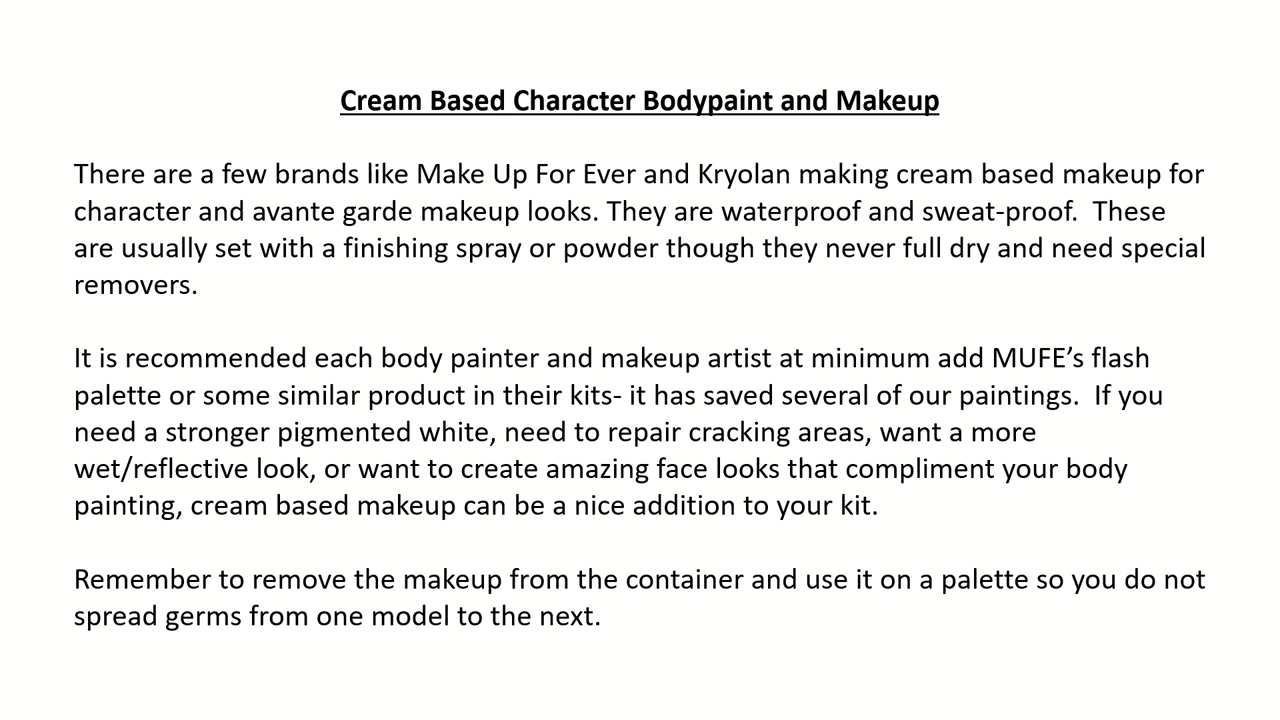 Cream Based Character Bodypaint and Makeup
There are a few brands like Make Up For Ever and Kryolan making cream based makeup for
character and avante garde makeup looks. They are waterproof and sweat-proof.  These
are usually set with a finishing spray or powder though they never full dry and need special
removers.
It is recommended each body painter and makeup artist at minimum add MUFE’s flash
palette or some similar product in their kits- it has saved several of our paintings.  If you
need a stronger pigmented white, need to repair cracking areas, want a more
wet/reflective look, or want to create amazing face looks that compliment your body
painting, cream based makeup can be a nice addition to your kit.
Remember to remove the makeup from the container and use it on a palette so you do not
spread germs from one model to the next.